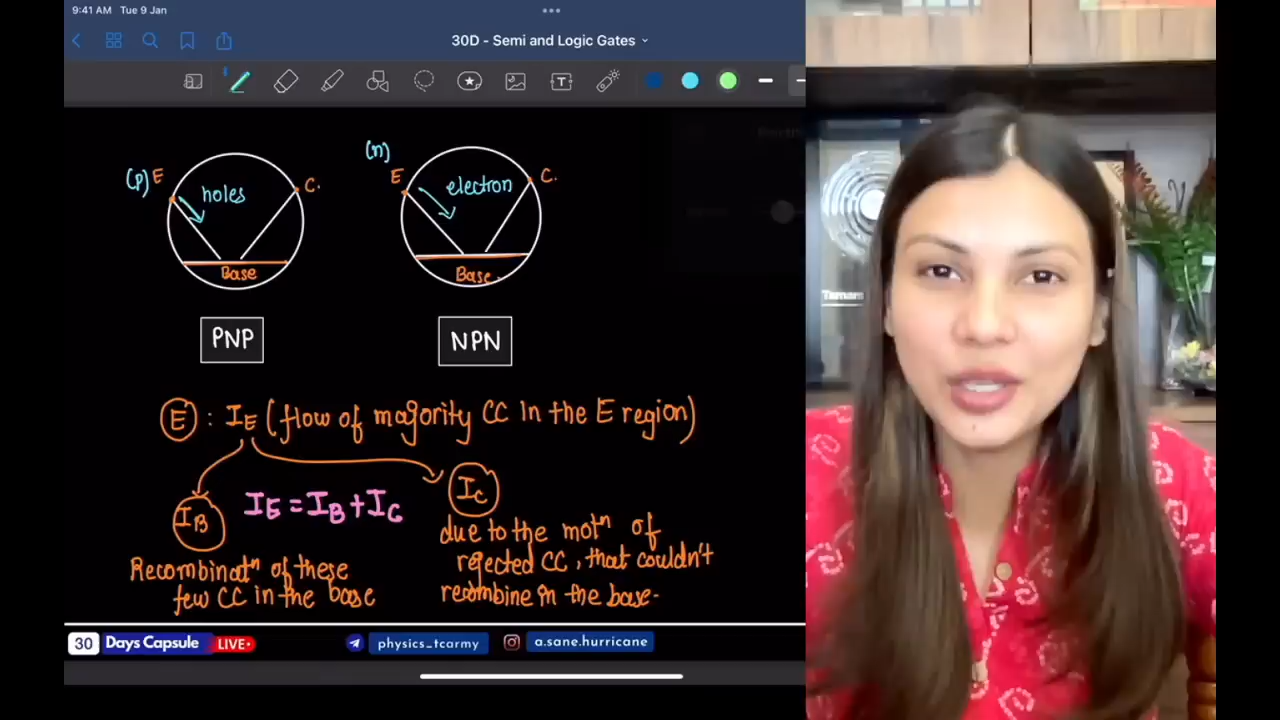 9:41 AM Tue 9 Jan
30D - Semi and Logic Gates
(p) E
holes
C.
Base
PNP
(n)
E
electron
C.
Base
NPN
E : IE (flow of majority CC in the E region)
IB
IE = IB + IC
IC
Recombinatⁿ of these
few CC in the base
due to the motⁿ of
rejected CC, that couldn't
recombine in the base.
30 Days Capsule LIVE
physics_tcarmy
a.sane.hurricane